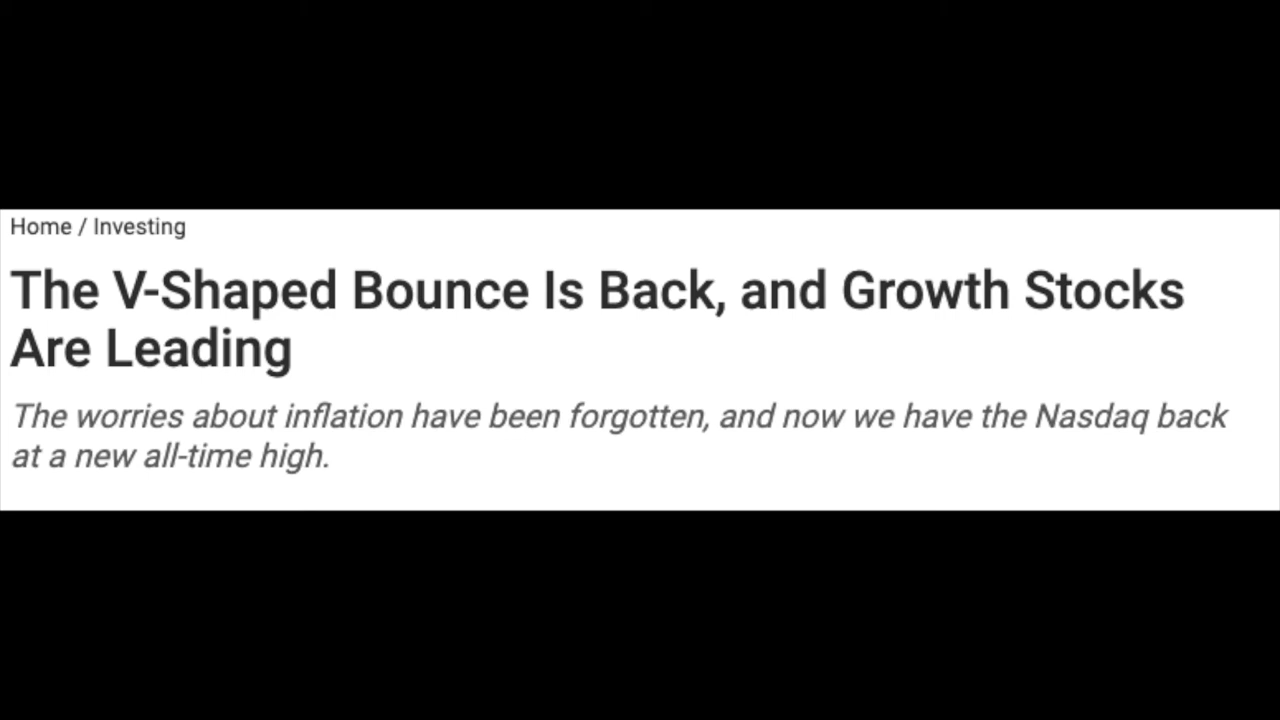 Home / Investing
The V-Shaped Bounce Is Back, and Growth Stocks
Are Leading
The worries about inflation have been forgotten, and now we have the Nasdaq back
at a new all-time high.